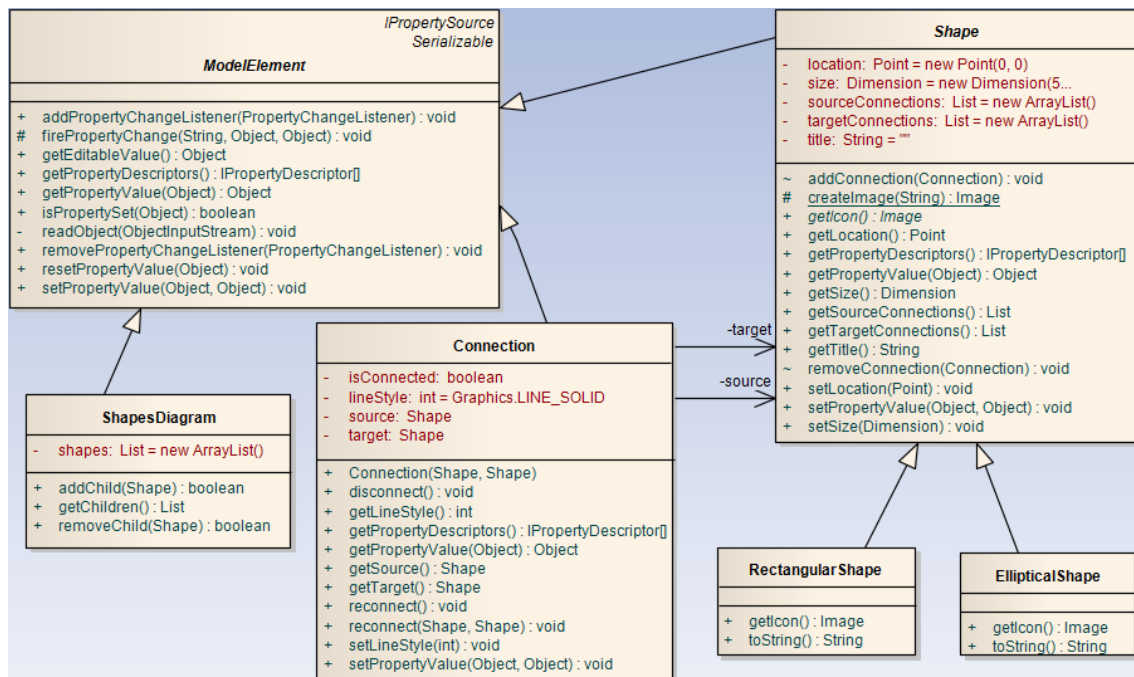 IPropertySource
Serializable
ModelElement
+ addPropertyChangeListener(PropertyChangeListener) : void
# firePropertyChange(String, Object, Object) : void
+ getEditableValue() : Object
+ getPropertyDescriptors() : IPropertyDescriptor[]
+ getPropertyValue(Object) : Object
+ isPropertySet(Object) : boolean
- readObject(ObjectInputStream) : void
+ removePropertyChangeListener(PropertyChangeListener) : void
+ resetPropertyValue(Object) : void
+ setPropertyValue(Object, Object) : void
Shape
- location: Point = new Point(0, 0)
- size: Dimension = new Dimension(5...
- sourceConnections: List = new ArrayList()
- targetConnections: List = new ArrayList()
- title: String = ""
~ addConnection(Connection) : void
# createImage(String) : Image
+ getIcon() : Image
+ getLocation() : Point
+ getPropertyDescriptors() : IPropertyDescriptor[]
+ getPropertyValue(Object) : Object
+ getSize() : Dimension
+ getSourceConnections() : List
+ getTargetConnections() : List
+ getTitle() : String
~ removeConnection(Connection) : void
+ setLocation(Point) : void
+ setPropertyValue(Object, Object) : void
+ setSize(Dimension) : void
-target
-source
Connection
- isConnected: boolean
- lineStyle: int = Graphics.LINE_SOLID
- source: Shape
- target: Shape
+ Connection(Shape, Shape)
+ disconnect() : void
+ getLineStyle() : int
+ getPropertyDescriptors() : IPropertyDescriptor[]
+ getPropertyValue(Object) : Object
+ getSource() : Shape
+ getTarget() : Shape
+ reconnect() : void
+ reconnect(Shape, Shape) : void
+ setLineStyle(int) : void
+ setPropertyValue(Object, Object) : void
ShapesDiagram
- shapes: List = new ArrayList()
+ addChild(Shape) : boolean
+ getChildren() : List
+ removeChild(Shape) : boolean
RectangularShape
+ getIcon() : Image
+ toString() : String
EllipticalShape
+ getIcon() : Image
+ toString() : String